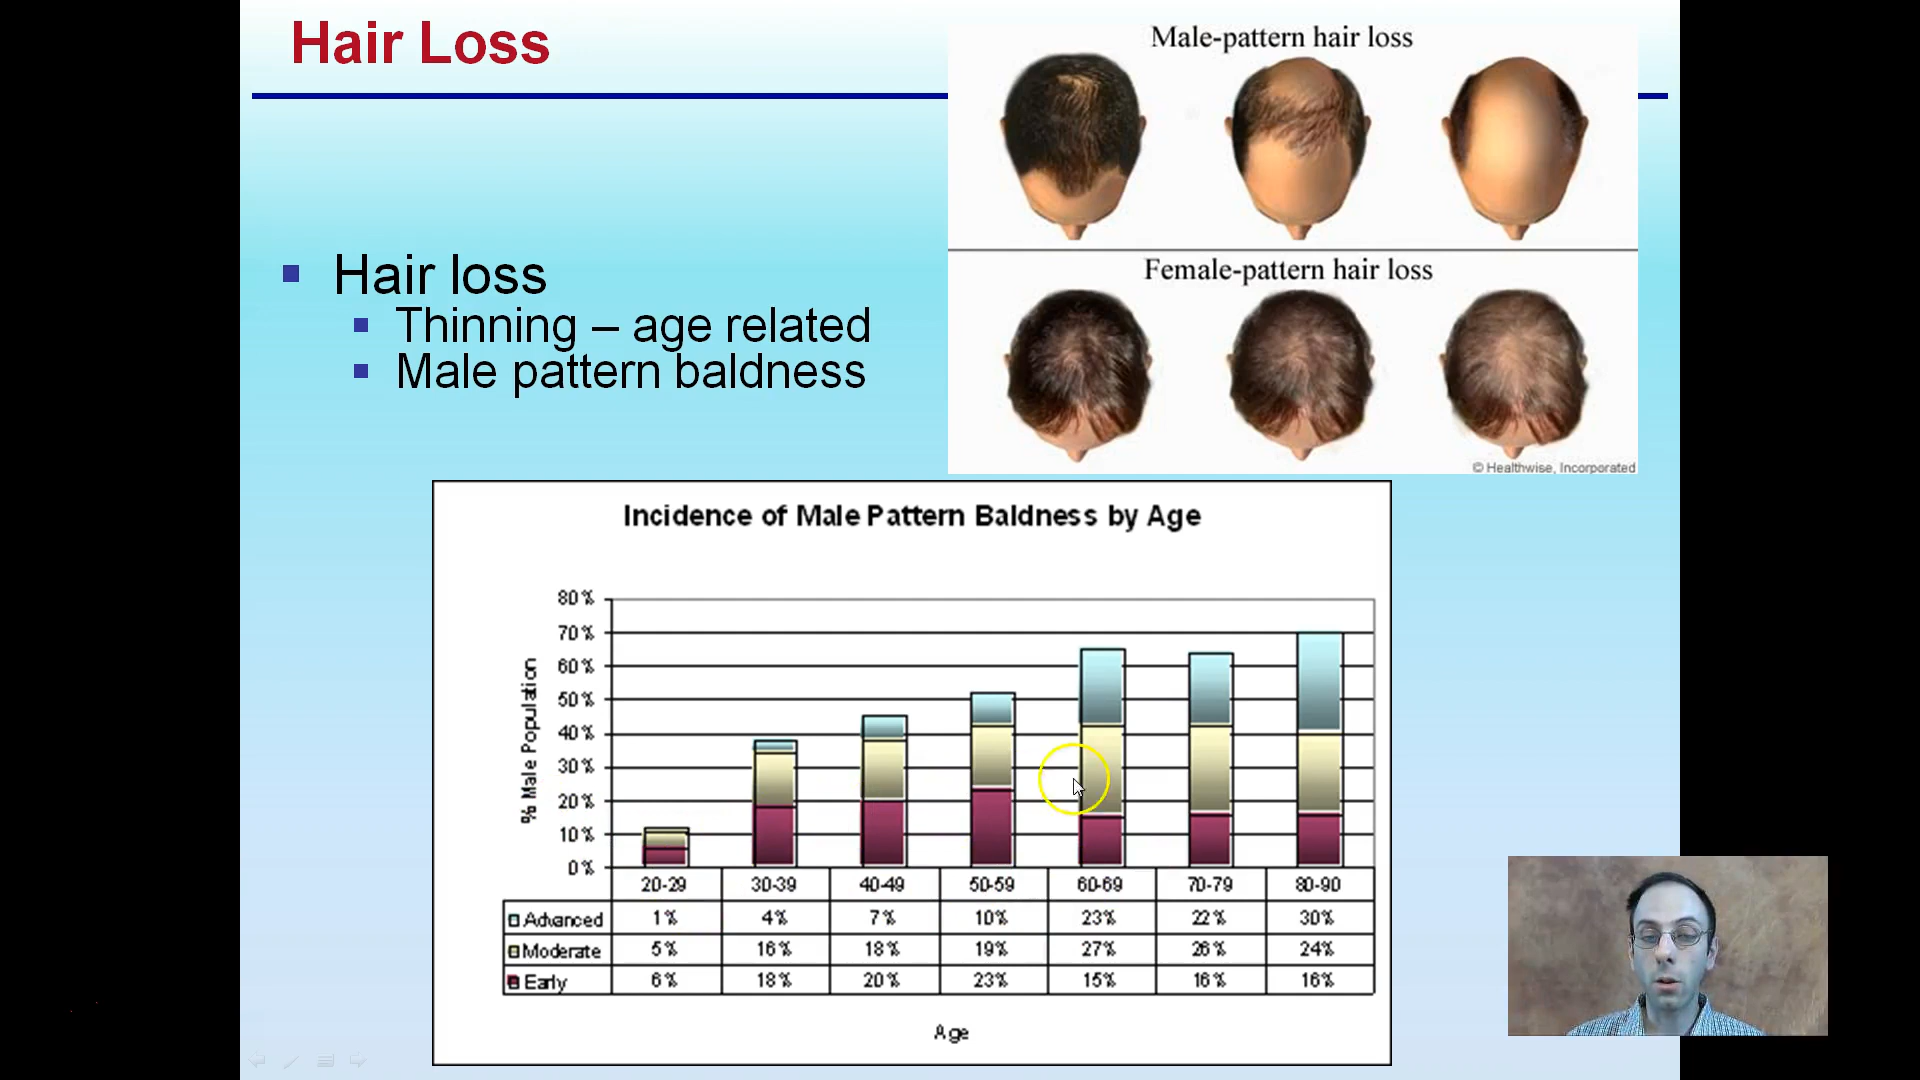 Hair Loss
Male-pattern hair loss
Female-pattern hair loss
© Healthwise, Incorporated
Hair loss
Thinning – age related
Male pattern baldness
Incidence of Male Pattern Baldness by Age
% Male Population
80%
70%
60%
50%
40%
30%
20%
10%
0%
20-29 30-39 40-49 50-59 60-69 70-79 80-90
Advanced 1% 4% 7% 10% 23% 22% 30%
Moderate 5% 16% 18% 19% 27% 26% 24%
Early 6% 18% 20% 23% 15% 16% 16%
Age